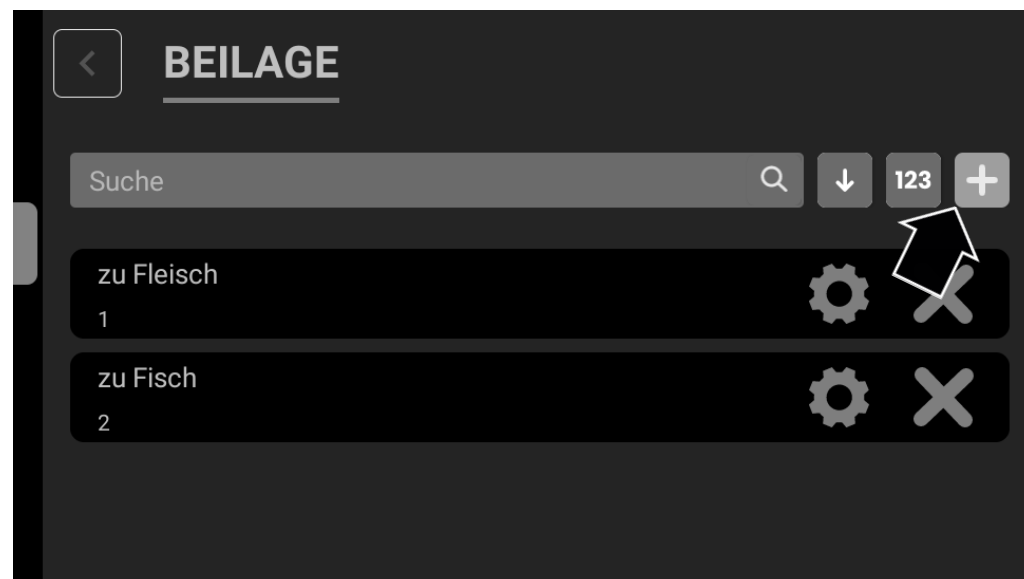 BEILAGE
Suche
123
zu Fleisch
1
zu Fisch
2